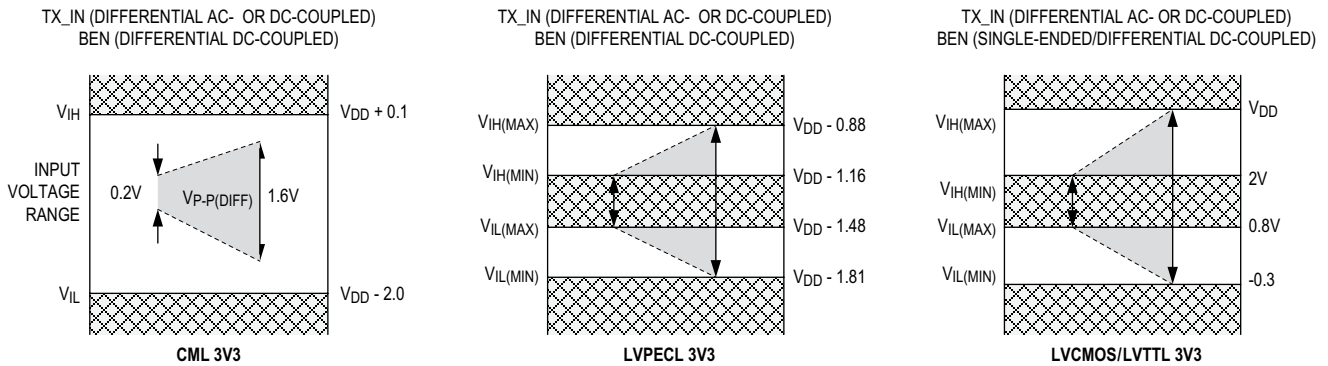 TX_IN (DIFFERENTIAL AC- OR DC-COUPLED)
BEN (DIFFERENTIAL DC-COUPLED)
VIH
VDD + 0.1
INPUT
VOLTAGE
RANGE
0.2V
VP-P(DIFF)
1.6V
VIL
VDD - 2.0
CML 3V3
TX_IN (DIFFERENTIAL AC- OR DC-COUPLED)
BEN (DIFFERENTIAL DC-COUPLED)
VIH(MAX)
VDD - 0.88
VIH(MIN)
VDD - 1.16
VIL(MAX)
VDD - 1.48
VIL(MIN)
VDD - 1.81
LVPECL 3V3
TX_IN (DIFFERENTIAL AC- OR DC-COUPLED)
BEN (SINGLE-ENDED/DIFFERENTIAL DC-COUPLED)
VIH(MAX)
VDD
VIH(MIN)
2V
VIL(MAX)
0.8V
VIL(MIN)
-0.3
LVCMOS/LVTTL 3V3